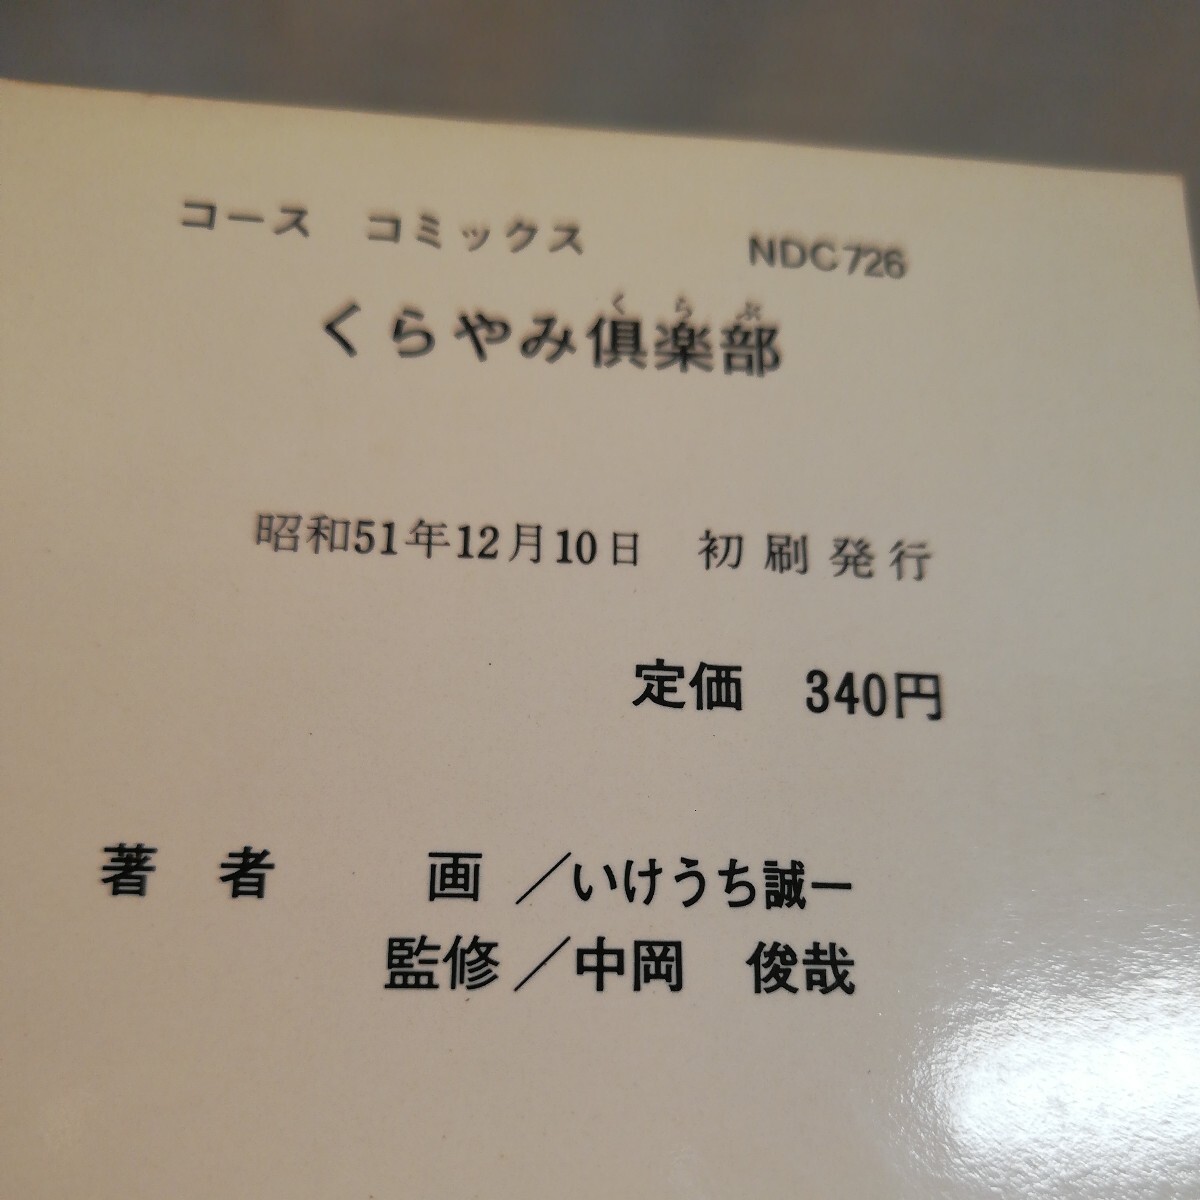 コース　コミックス　NDC726
くらぶ
くらやみ倶楽部
昭和51年12月10日　初刷発行
定価　340円
著者　画／いけうち誠一
監修／中岡　俊哉